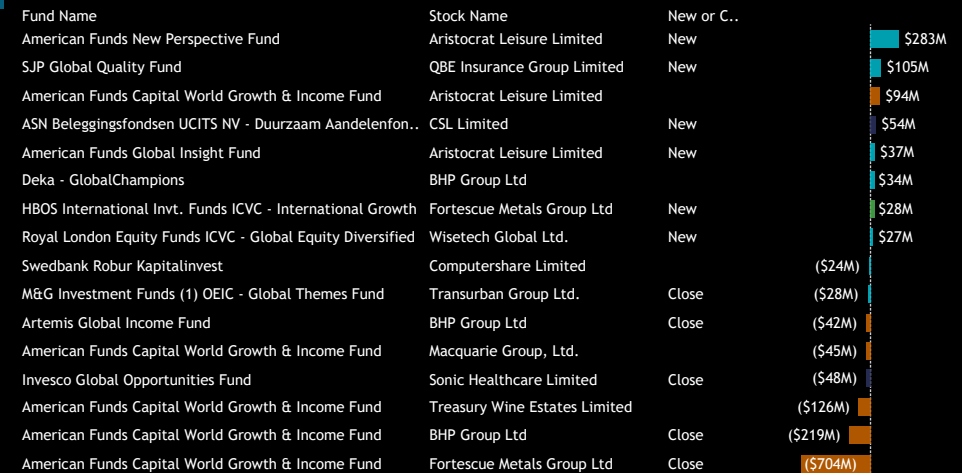 Fund Name Stock Name New or C..
American Funds New Perspective Fund Aristocrat Leisure Limited New $283M
SJP Global Quality Fund QBE Insurance Group Limited New $105M
American Funds Capital World Growth & Income Fund Aristocrat Leisure Limited $94M
ASN Beleggingsfondsen UCITS NV - Duurzaam Aandelenfon.. CSL Limited New $54M
American Funds Global Insight Fund Aristocrat Leisure Limited New $37M
Deka - GlobalChampions BHP Group Ltd $34M
HBOS International Invt. Funds ICVC - International Growth Fortescue Metals Group Ltd New $28M
Royal London Equity Funds ICVC - Global Equity Diversified Wisetech Global Ltd. New $27M
Swedbank Robur Kapitalinvest Computershare Limited ($24M)
M&G Investment Funds (1) OEIC - Global Themes Fund Transurban Group Ltd. Close ($28M)
Artemis Global Income Fund BHP Group Ltd Close ($42M)
American Funds Capital World Growth & Income Fund Macquarie Group, Ltd. ($45M)
Invesco Global Opportunities Fund Sonic Healthcare Limited Close ($48M)
American Funds Capital World Growth & Income Fund Treasury Wine Estates Limited ($126M)
American Funds Capital World Growth & Income Fund BHP Group Ltd Close ($219M)
American Funds Capital World Growth & Income Fund Fortescue Metals Group Ltd Close ($704M)